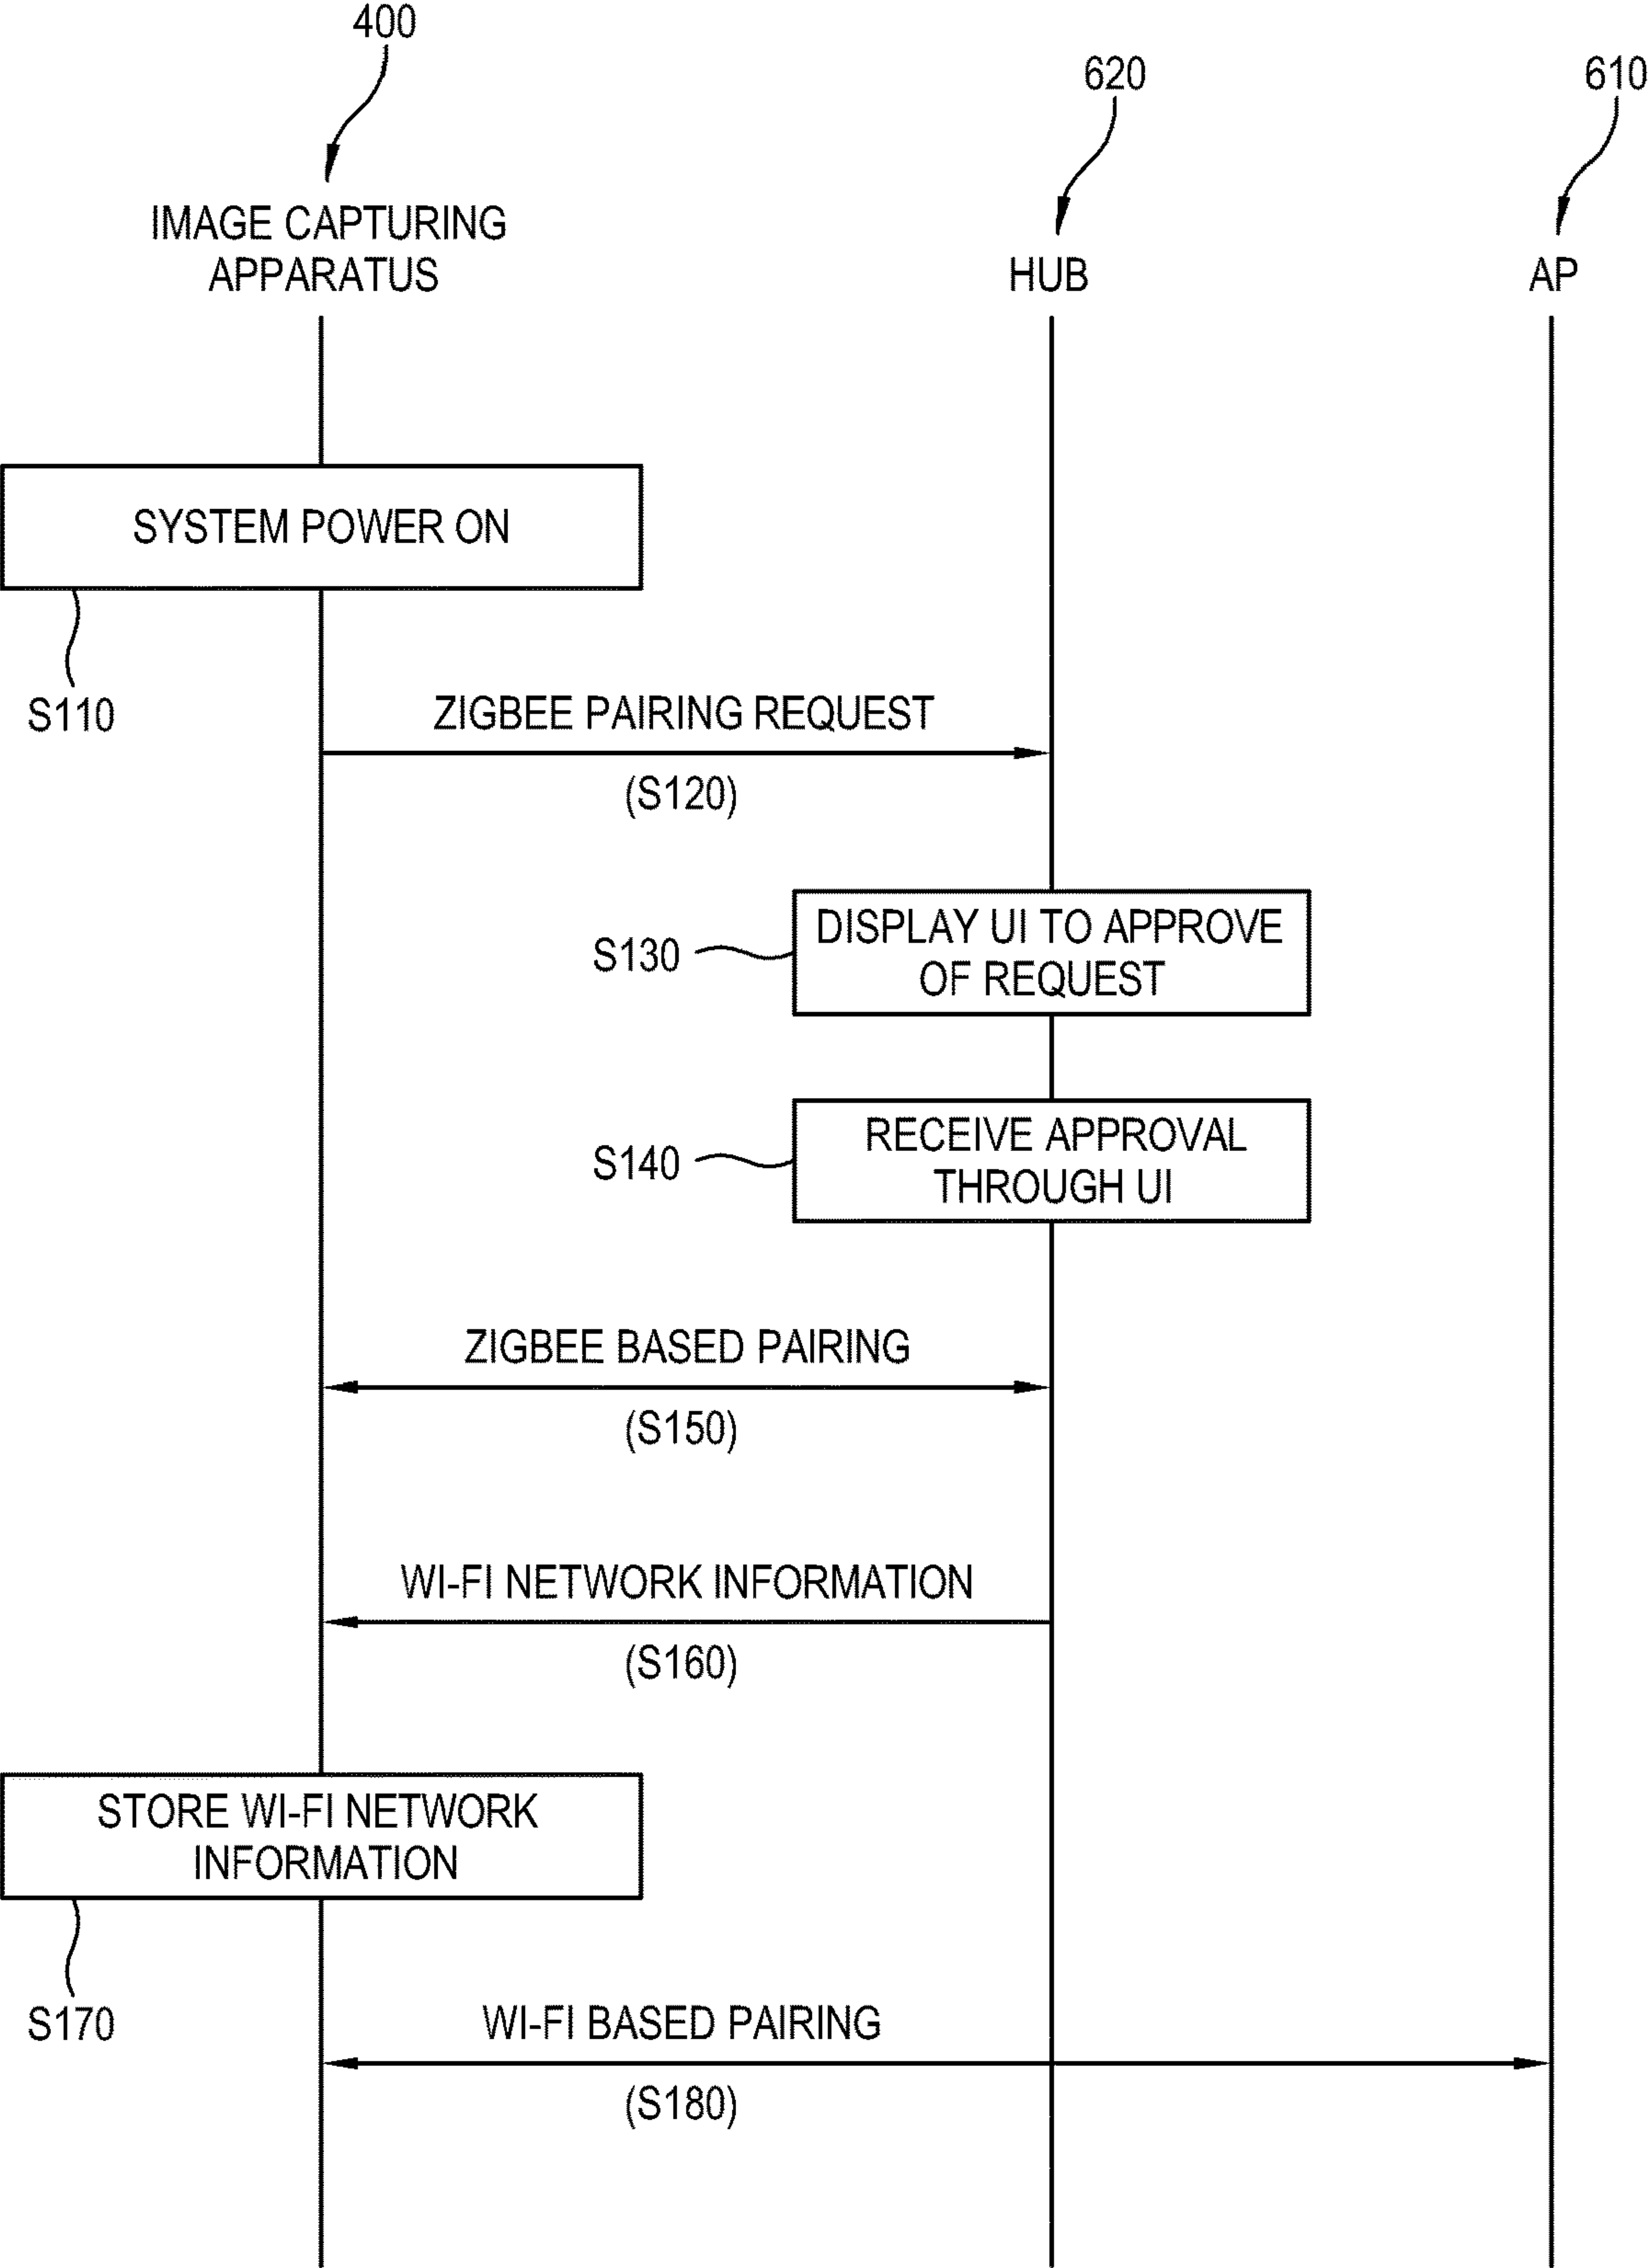 400
620
610
IMAGE CAPTURING
APPARATUS
HUB
AP
SYSTEM POWER ON
S110
ZIGBEE PAIRING REQUEST
(S120)
DISPLAY UI TO APPROVE
OF REQUEST
S130
RECEIVE APPROVAL
THROUGH UI
S140
ZIGBEE BASED PAIRING
(S150)
WI-FI NETWORK INFORMATION
(S160)
STORE WI-FI NETWORK
INFORMATION
S170
WI-FI BASED PAIRING
(S180)